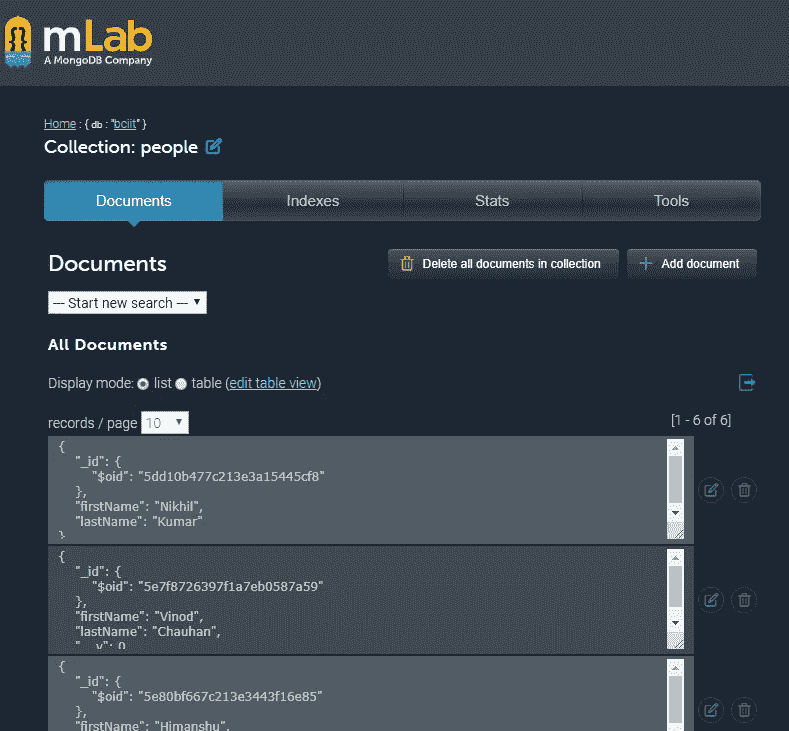 mLab
A MongoDB Company
Home : { db : "bciit" }
Collection: people
Documents Indexes Stats Tools
Documents Delete all documents in collection Add document
--- Start new search ---
All Documents
Display mode: list table (edit table view)
records / page 10 [1 - 6 of 6]
{
"_id": {
"$oid": "5dd10b477c213e3a15445cf8"
},
"firstName": "Nikhil",
"lastName": "Kumar"
}
{
"_id": {
"$oid": "5e7f8726397f1a7eb0587a59"
},
"firstName": "Vinod",
"lastName": "Chauhan",
"__v": 0
{
"_id": {
"$oid": "5e80bf667c213e3443f16e85"
},
"firstName": "Himanshu",